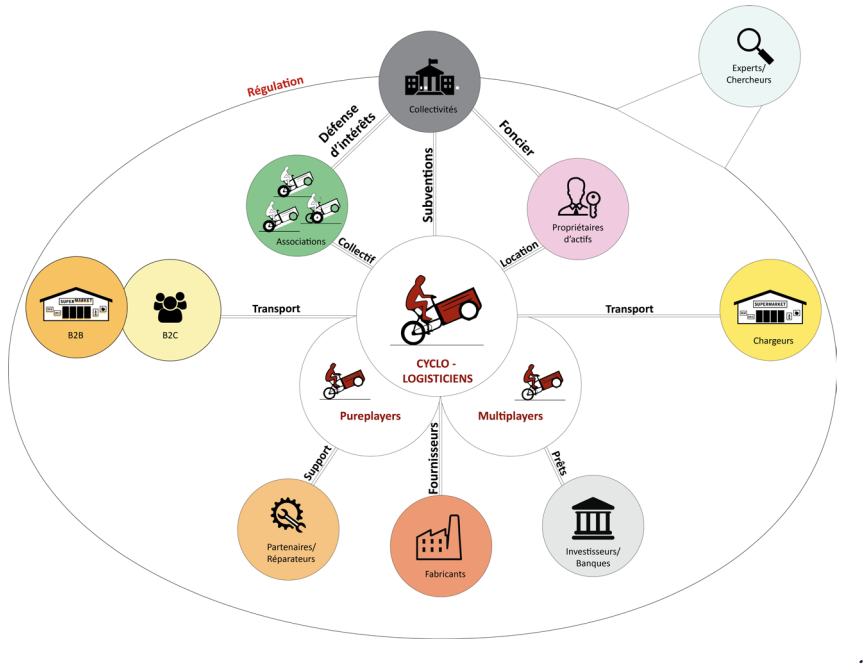 Experts/
Chercheurs
Régulation
Collectivités
Défense
d'intérêts
Subventions
Foncier
Associations
Propriétaires
d'actifs
Collectif
Location
SUPERMARKET
B2B
B2C
Transport
Transport
SUPERMARKET
Chargeurs
CYCLO -
LOGISTICIENS
Pureplayers
Multiplayers
Support
Fournisseurs
Prêts
Partenaires/
Réparateurs
Fabricants
Investisseurs/
Banques